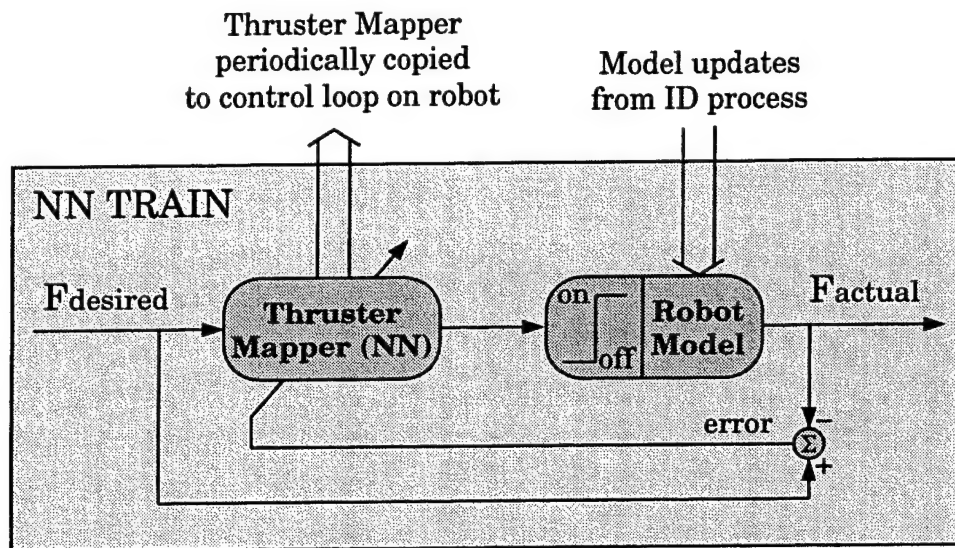 Thruster Mapper
periodically copied
to control loop on robot
Model updates
from ID process
NN TRAIN
Fdesired
Thruster
Mapper (NN)
on
off
Robot
Model
Factual
error
−
Σ
+